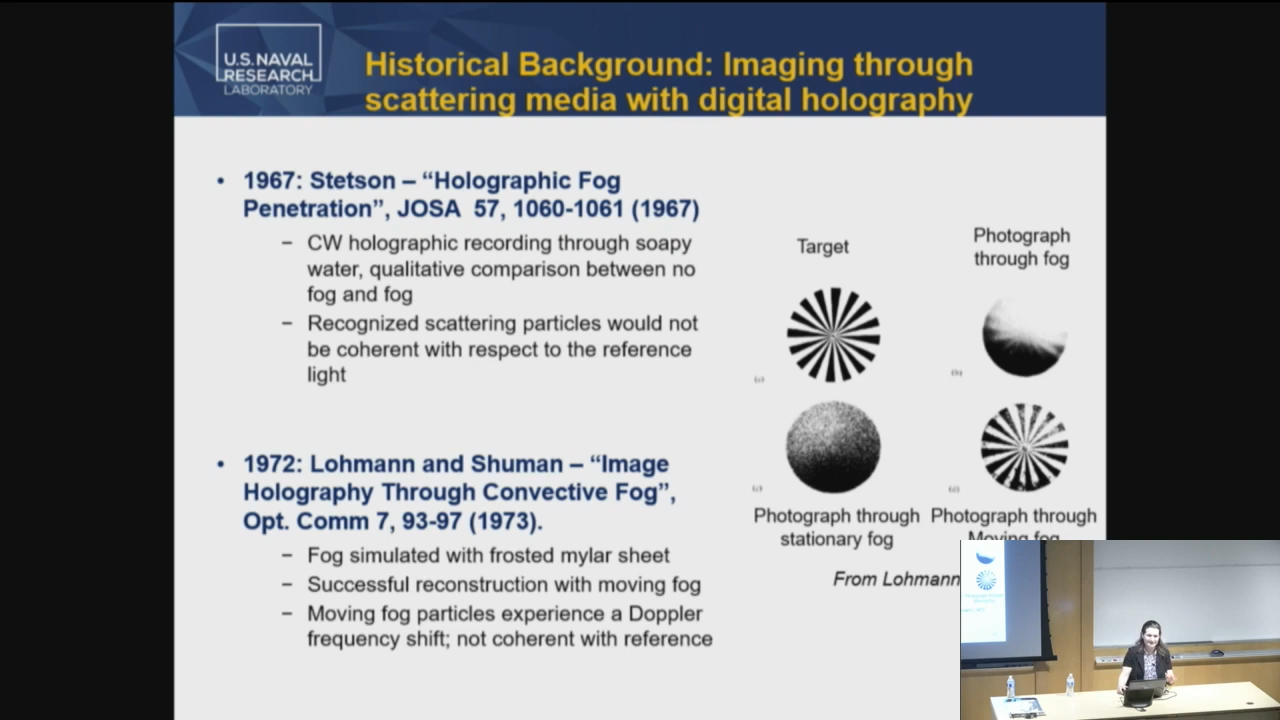 U.S. NAVAL
RESEARCH
LABORATORY
Historical Background: Imaging through
scattering media with digital holography
• 1967: Stetson – “Holographic Fog
Penetration”, JOSA 57, 1060-1061 (1967)
– CW holographic recording through soapy
water, qualitative comparison between no
fog and fog
– Recognized scattering particles would not
be coherent with respect to the reference
light
• 1972: Lohmann and Shuman – “Image
Holography Through Convective Fog”,
Opt. Comm 7, 93-97 (1973).
– Fog simulated with frosted mylar sheet
– Successful reconstruction with moving fog
– Moving fog particles experience a Doppler
frequency shift; not coherent with reference
Target
Photograph
through fog
Photograph through
stationary fog
Photograph through
Moving fog
From Lohmann